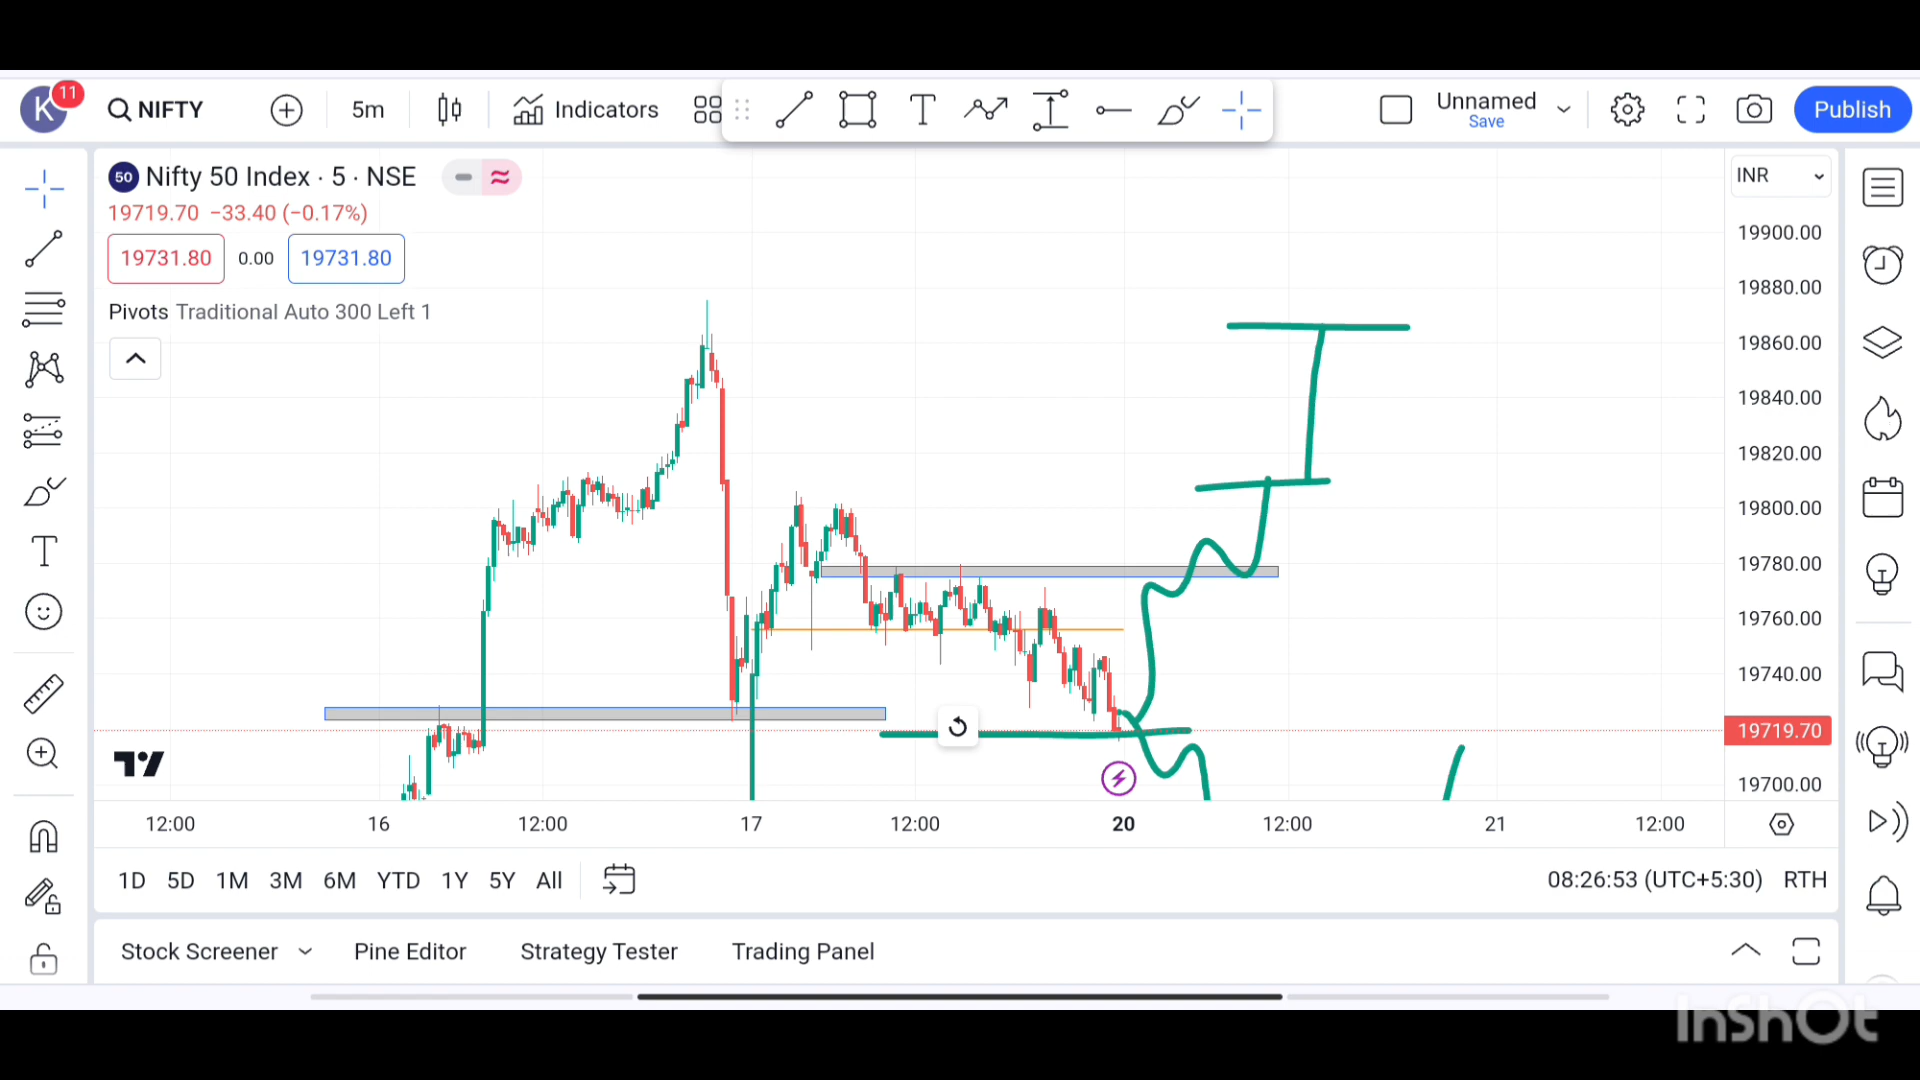 K 11 NIFTY 5m Indicators Unnamed Save Publish
50 Nifty 50 Index · 5 · NSE
19719.70 −33.40 (−0.17%)
19731.80 0.00 19731.80
Pivots Traditional Auto 300 Left 1
INR
19900.00
19880.00
19860.00
19840.00
19820.00
19800.00
19780.00
19760.00
19740.00
19719.70
19700.00
12:00 16 12:00 17 12:00 20 12:00 21 12:00
1D 5D 1M 3M 6M YTD 1Y 5Y All 08:26:53 (UTC+5:30) RTH
Stock Screener Pine Editor Strategy Tester Trading Panel
InShOt